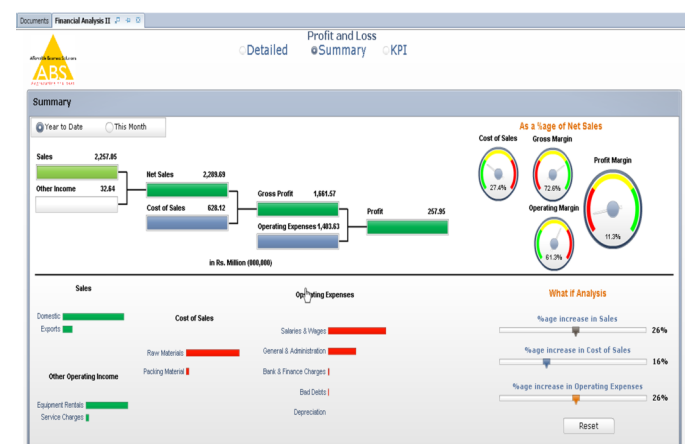 Documents Financial Analysis II
Profit and Loss
Detailed Summary KPI
ABS
Summary
Year to Date This Month
As a %age of Net Sales
Cost of Sales Gross Margin
Profit Margin
27.4% 72.6%
Operating Margin
11.3%
61.3%
Sales 2,257.05
Other Income 32.64
Net Sales 2,289.69
Cost of Sales 628.12
Gross Profit 1,661.57
Operating Expenses 1,403.63
Profit 257.95
in Rs. Million (000,000)
Sales
Domestic
Exports
Other Operating Income
Equipment Rentals
Service Charges
Cost of Sales
Raw Materials
Packing Material
Operating Expenses
Salaries & Wages
General & Administration
Bank & Finance Charges
Bad Debts
Depreciation
What if Analysis
%age increase in Sales
26%
%age increase in Cost of Sales
16%
%age increase in Operating Expenses
26%
Reset